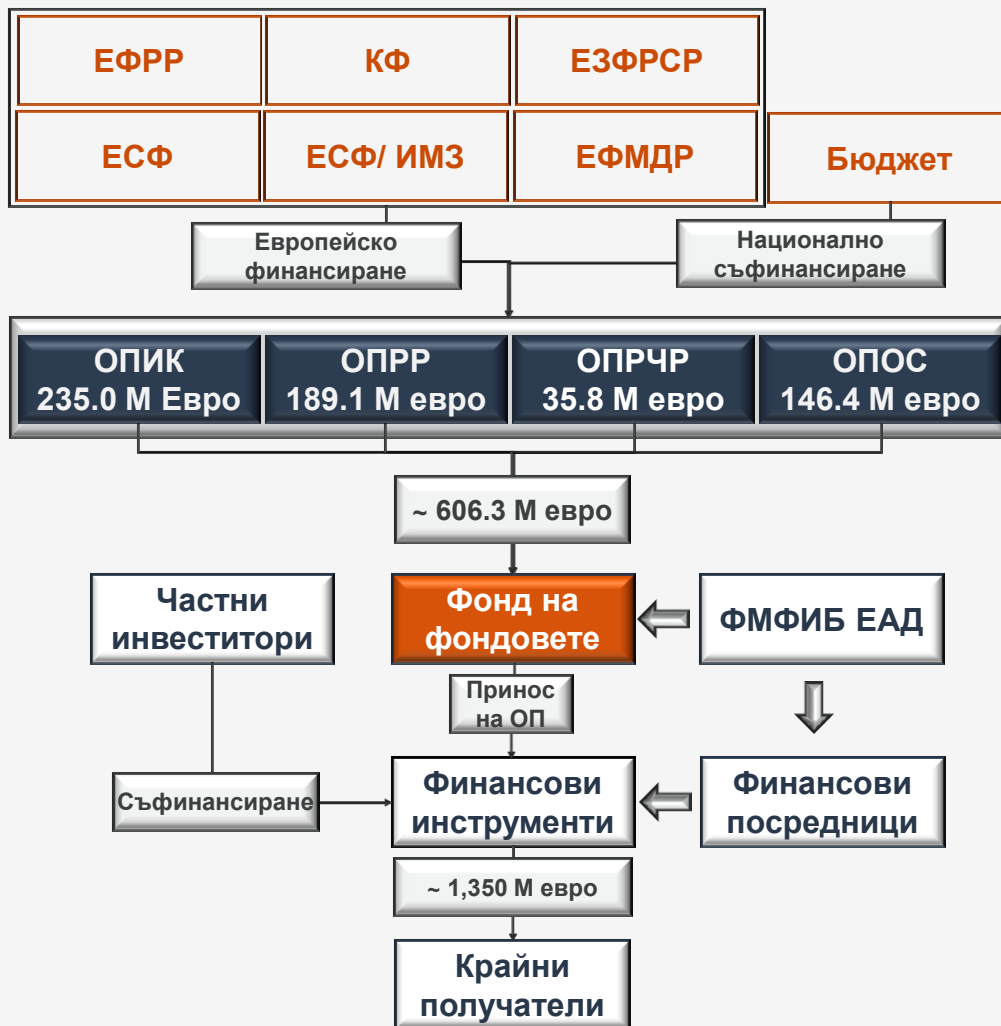 ЕФРР
КФ
ЕЗФРСР
ЕСФ
ЕСФ/ ИМЗ
ЕФМДР
Бюджет
Европейско
финансиране
Национално
съфинансиране
ОПИК
235.0 М Евро
ОПРР
189.1 М евро
ОПРЧР
35.8 М евро
ОПОС
146.4 М евро
~ 606.3 М евро
Частни
инвеститори
Фонд на
фондовете
ФМФИБ ЕАД
Принос
на ОП
Съфинансиране
Финансови
инструменти
Финансови
посредници
~ 1,350 М евро
Крайни
получатели